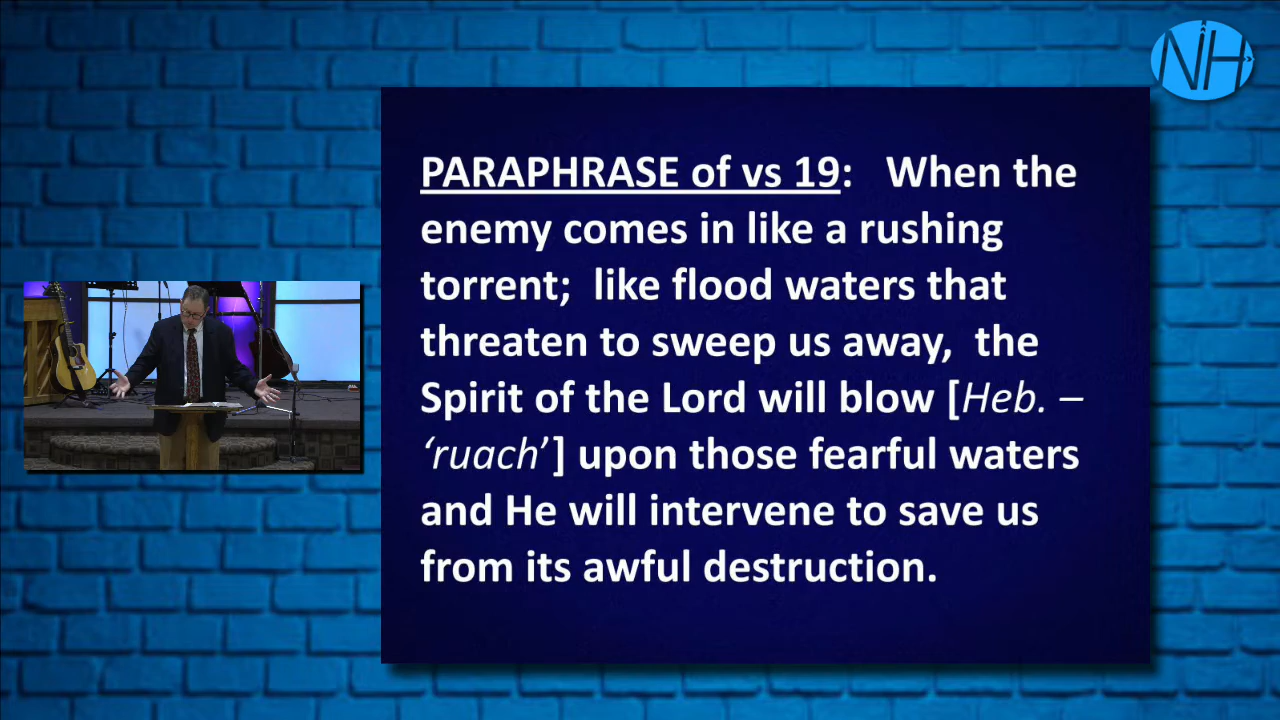 NH
PARAPHRASE of vs 19:   When the
enemy comes in like a rushing
torrent;  like flood waters that
threaten to sweep us away,  the
Spirit of the Lord will blow [Heb. –
‘ruach’] upon those fearful waters
and He will intervene to save us
from its awful destruction.